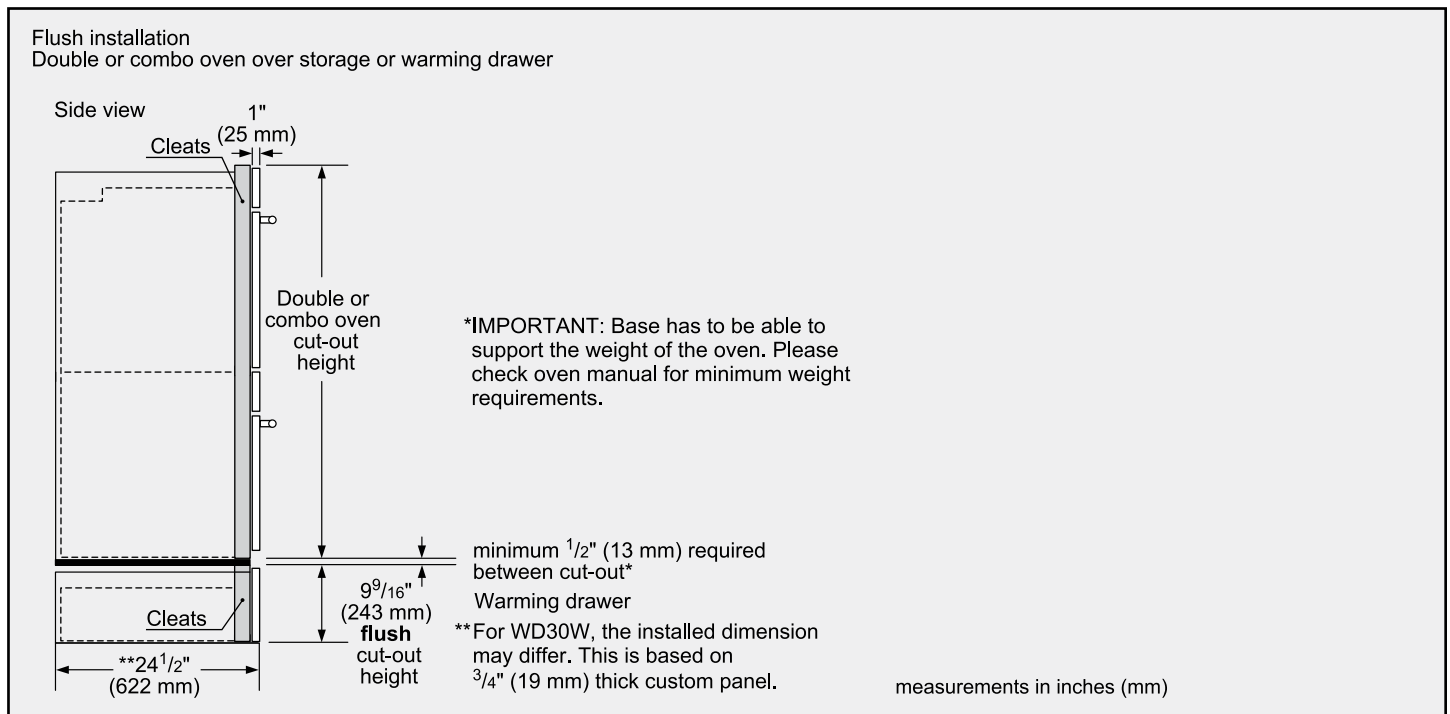 Flush installation
Double or combo oven over storage or warming drawer
Side view
1"
(25 mm)
Cleats
Double or
combo oven
cut-out
height
*IMPORTANT: Base has to be able to
support the weight of the oven. Please
check oven manual for minimum weight
requirements.
minimum 1/2" (13 mm) required
between cut-out*
9 9/16"
(243 mm)
flush
cut-out
height
Warming drawer
Cleats
**For WD30W, the installed dimension
may differ. This is based on
3/4" (19 mm) thick custom panel.
**24 1/2"
(622 mm)
measurements in inches (mm)